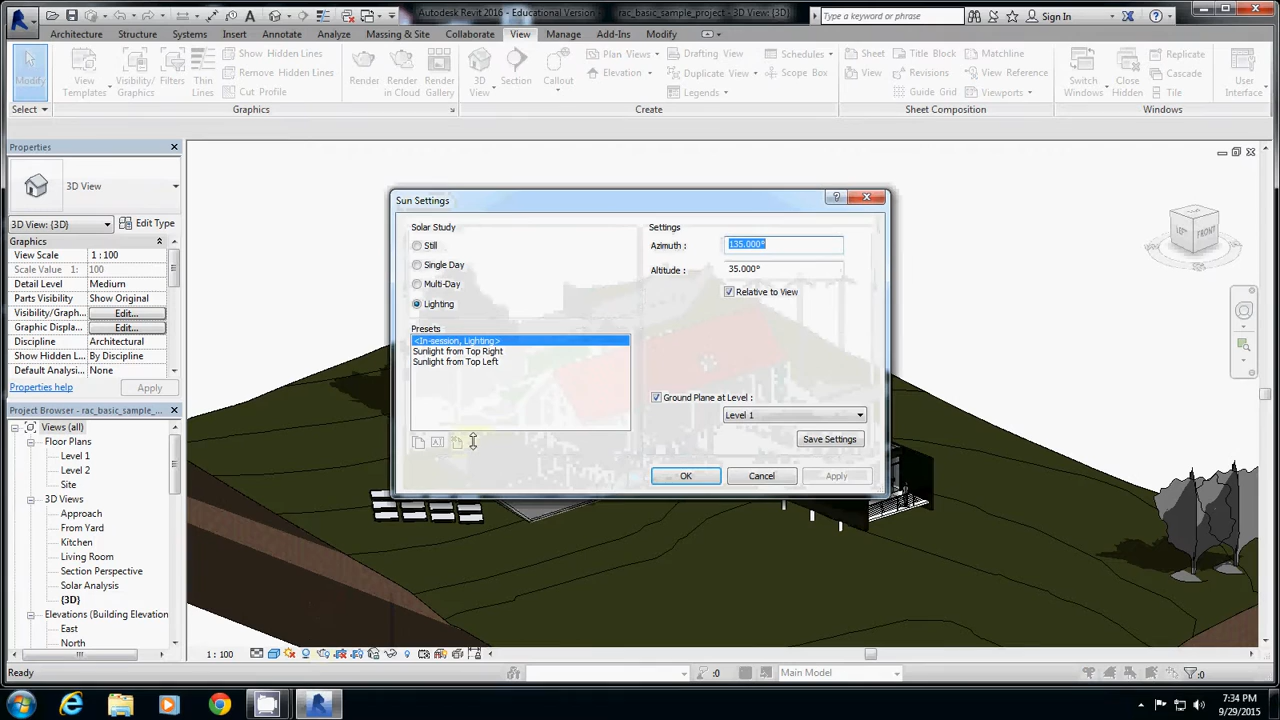 Autodesk Revit 2016 - Educational Version - rac_basic_sample_project - 3D View: {3D}
Type a keyword or phrase
Sign In
Architecture Structure Systems Insert Annotate Analyze Massing & Site Collaborate View Manage Add-Ins Modify
Modify
View Templates
Visibility/ Graphics
Filters
Thin Lines
Show Hidden Lines
Remove Hidden Lines
Cut Profile
Render
Render in Cloud
Render Gallery
3D View
Section
Callout
Plan Views
Elevation
Drafting View
Duplicate View
Legends
Schedules
Scope Box
Sheet
View
Title Block
Revisions
Guide Grid
Matchline
View Reference
Viewports
Switch Windows
Close Hidden
Replicate
Cascade
Tile
User Interface
Select Graphics Create Sheet Composition Windows
Properties
3D View
3D View: {3D} Edit Type
Graphics
View Scale 1 : 100
Scale Value 1: 100
Detail Level Medium
Parts Visibility Show Original
Visibility/Graph... Edit...
Graphic Displa... Edit...
Discipline Architectural
Show Hidden L... By Discipline
Default Analysi... None
Properties help Apply
Project Browser - rac_basic_sample_...
Views (all)
Floor Plans
Level 1
Level 2
Site
3D Views
Approach
From Yard
Kitchen
Living Room
Section Perspective
Solar Analysis
{3D}
Elevations (Building Elevation
East
North
Sun Settings
Solar Study
Still
Single Day
Multi-Day
Lighting
Presets
<In-session, Lighting>
Sunlight from Top Right
Sunlight from Top Left
Settings
Azimuth : 135.000°
Altitude : 35.000°
Relative to View
Ground Plane at Level :
Level 1
Save Settings
OK Cancel Apply
LEFT FRONT
1 : 100
Ready
:0
Main Model
:0
7:34 PM
9/29/2015